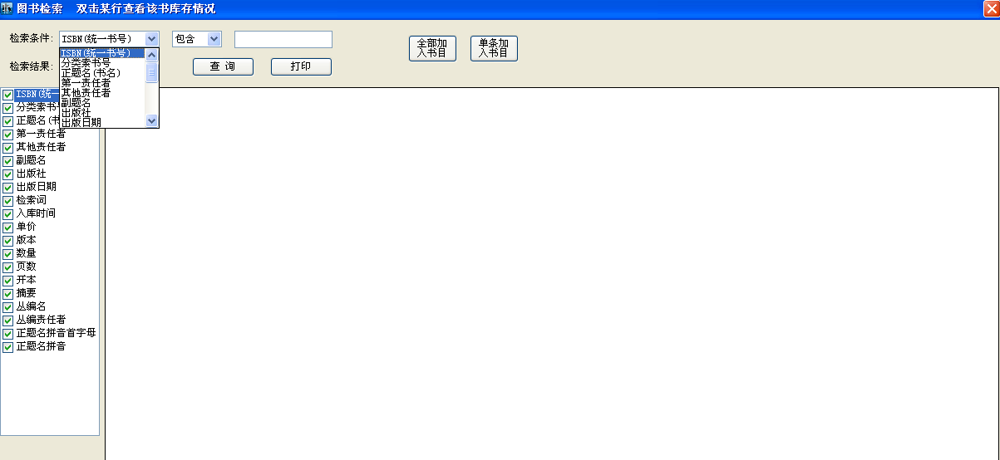 图书检索 双击某行查看该书库存情况
检索条件:
ISBN(统一书号)
包含
全部加入书目
单条加入书目
ISBN(统一书号)
分类索书号
正题名(书名)
第一责任者
其他责任者
副题名
出版社
出版日期
检索结果:
查 询
打印
ISBN(统一
分类索书
正题名(书
第一责任者
其他责任者
副题名
出版社
出版日期
检索词
入库时间
单价
版本
数量
页数
开本
摘要
丛编名
丛编责任者
正题名拼音首字母
正题名拼音